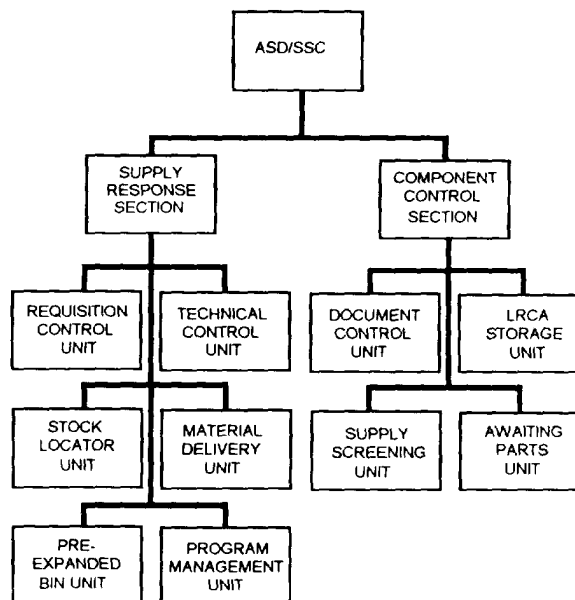 ASD/SSC
SUPPLY
RESPONSE
SECTION
COMPONENT
CONTROL
SECTION
REQUISITION
CONTROL
UNIT
TECHNICAL
CONTROL
UNIT
DOCUMENT
CONTROL
UNIT
LRCA
STORAGE
UNIT
STOCK
LOCATOR
UNIT
MATERIAL
DELIVERY
UNIT
SUPPLY
SCREENING
UNIT
AWAITING
PARTS
UNIT
PRE-
EXPANDED
BIN UNIT
PROGRAM
MANAGEMENT
UNIT